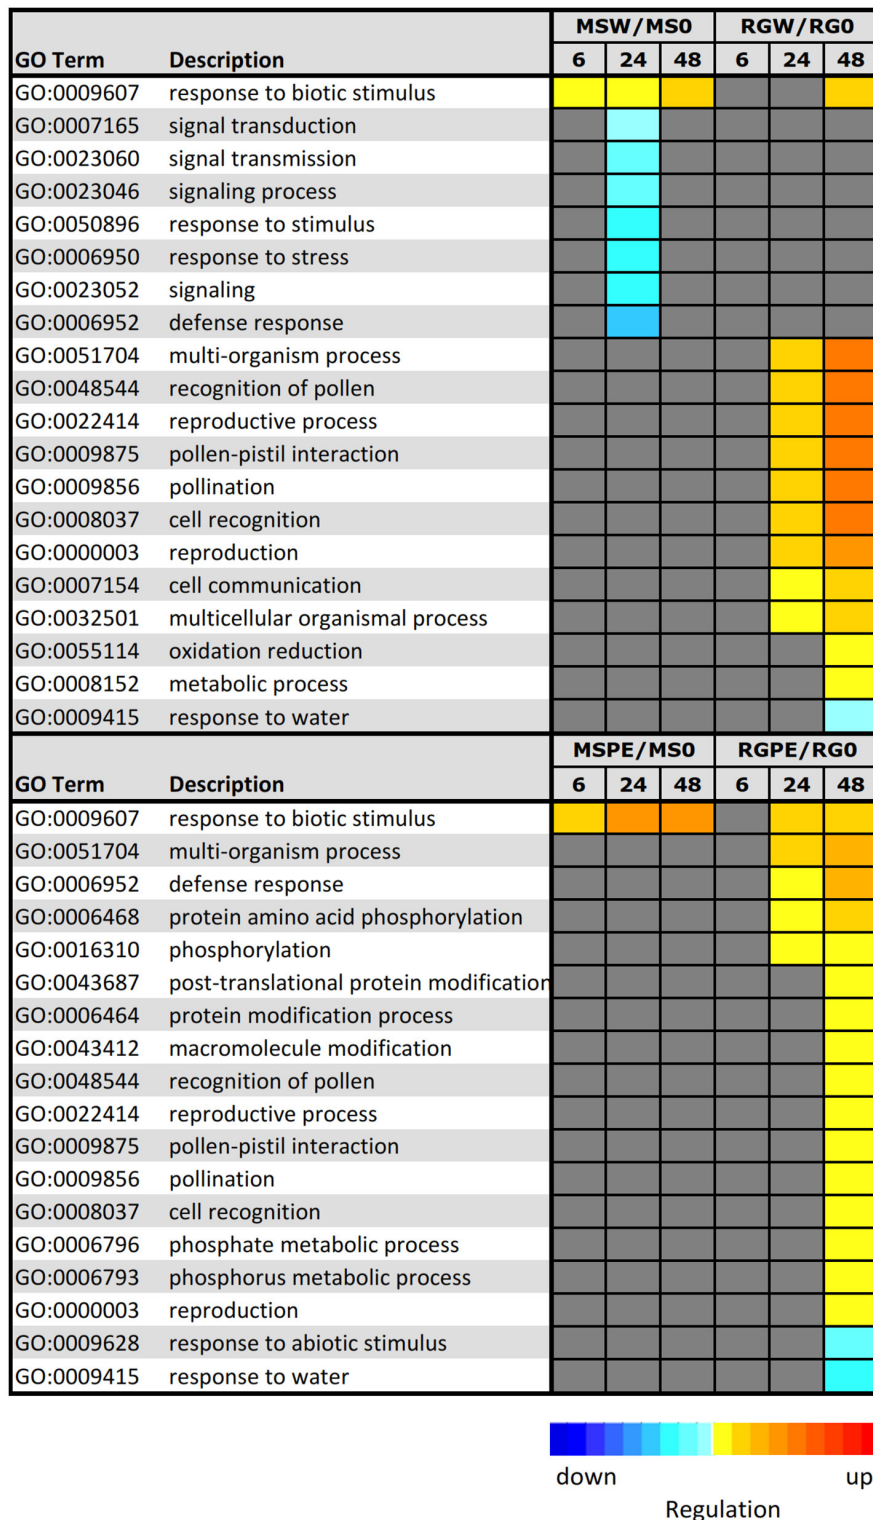 MSW/MS0 RGW/RG0
GO Term Description 6 24 48 6 24 48
GO:0009607 response to biotic stimulus
GO:0007165 signal transduction
GO:0023060 signal transmission
GO:0023046 signaling process
GO:0050896 response to stimulus
GO:0006950 response to stress
GO:0023052 signaling
GO:0006952 defense response
GO:0051704 multi-organism process
GO:0048544 recognition of pollen
GO:0022414 reproductive process
GO:0009875 pollen-pistil interaction
GO:0009856 pollination
GO:0008037 cell recognition
GO:0000003 reproduction
GO:0007154 cell communication
GO:0032501 multicellular organismal process
GO:0055114 oxidation reduction
GO:0008152 metabolic process
GO:0009415 response to water
MSPE/MS0 RGPE/RG0
GO Term Description 6 24 48 6 24 48
GO:0009607 response to biotic stimulus
GO:0051704 multi-organism process
GO:0006952 defense response
GO:0006468 protein amino acid phosphorylation
GO:0016310 phosphorylation
GO:0043687 post-translational protein modification
GO:0006464 protein modification process
GO:0043412 macromolecule modification
GO:0048544 recognition of pollen
GO:0022414 reproductive process
GO:0009875 pollen-pistil interaction
GO:0009856 pollination
GO:0008037 cell recognition
GO:0006796 phosphate metabolic process
GO:0006793 phosphorus metabolic process
GO:0000003 reproduction
GO:0009628 response to abiotic stimulus
GO:0009415 response to water
down up
Regulation